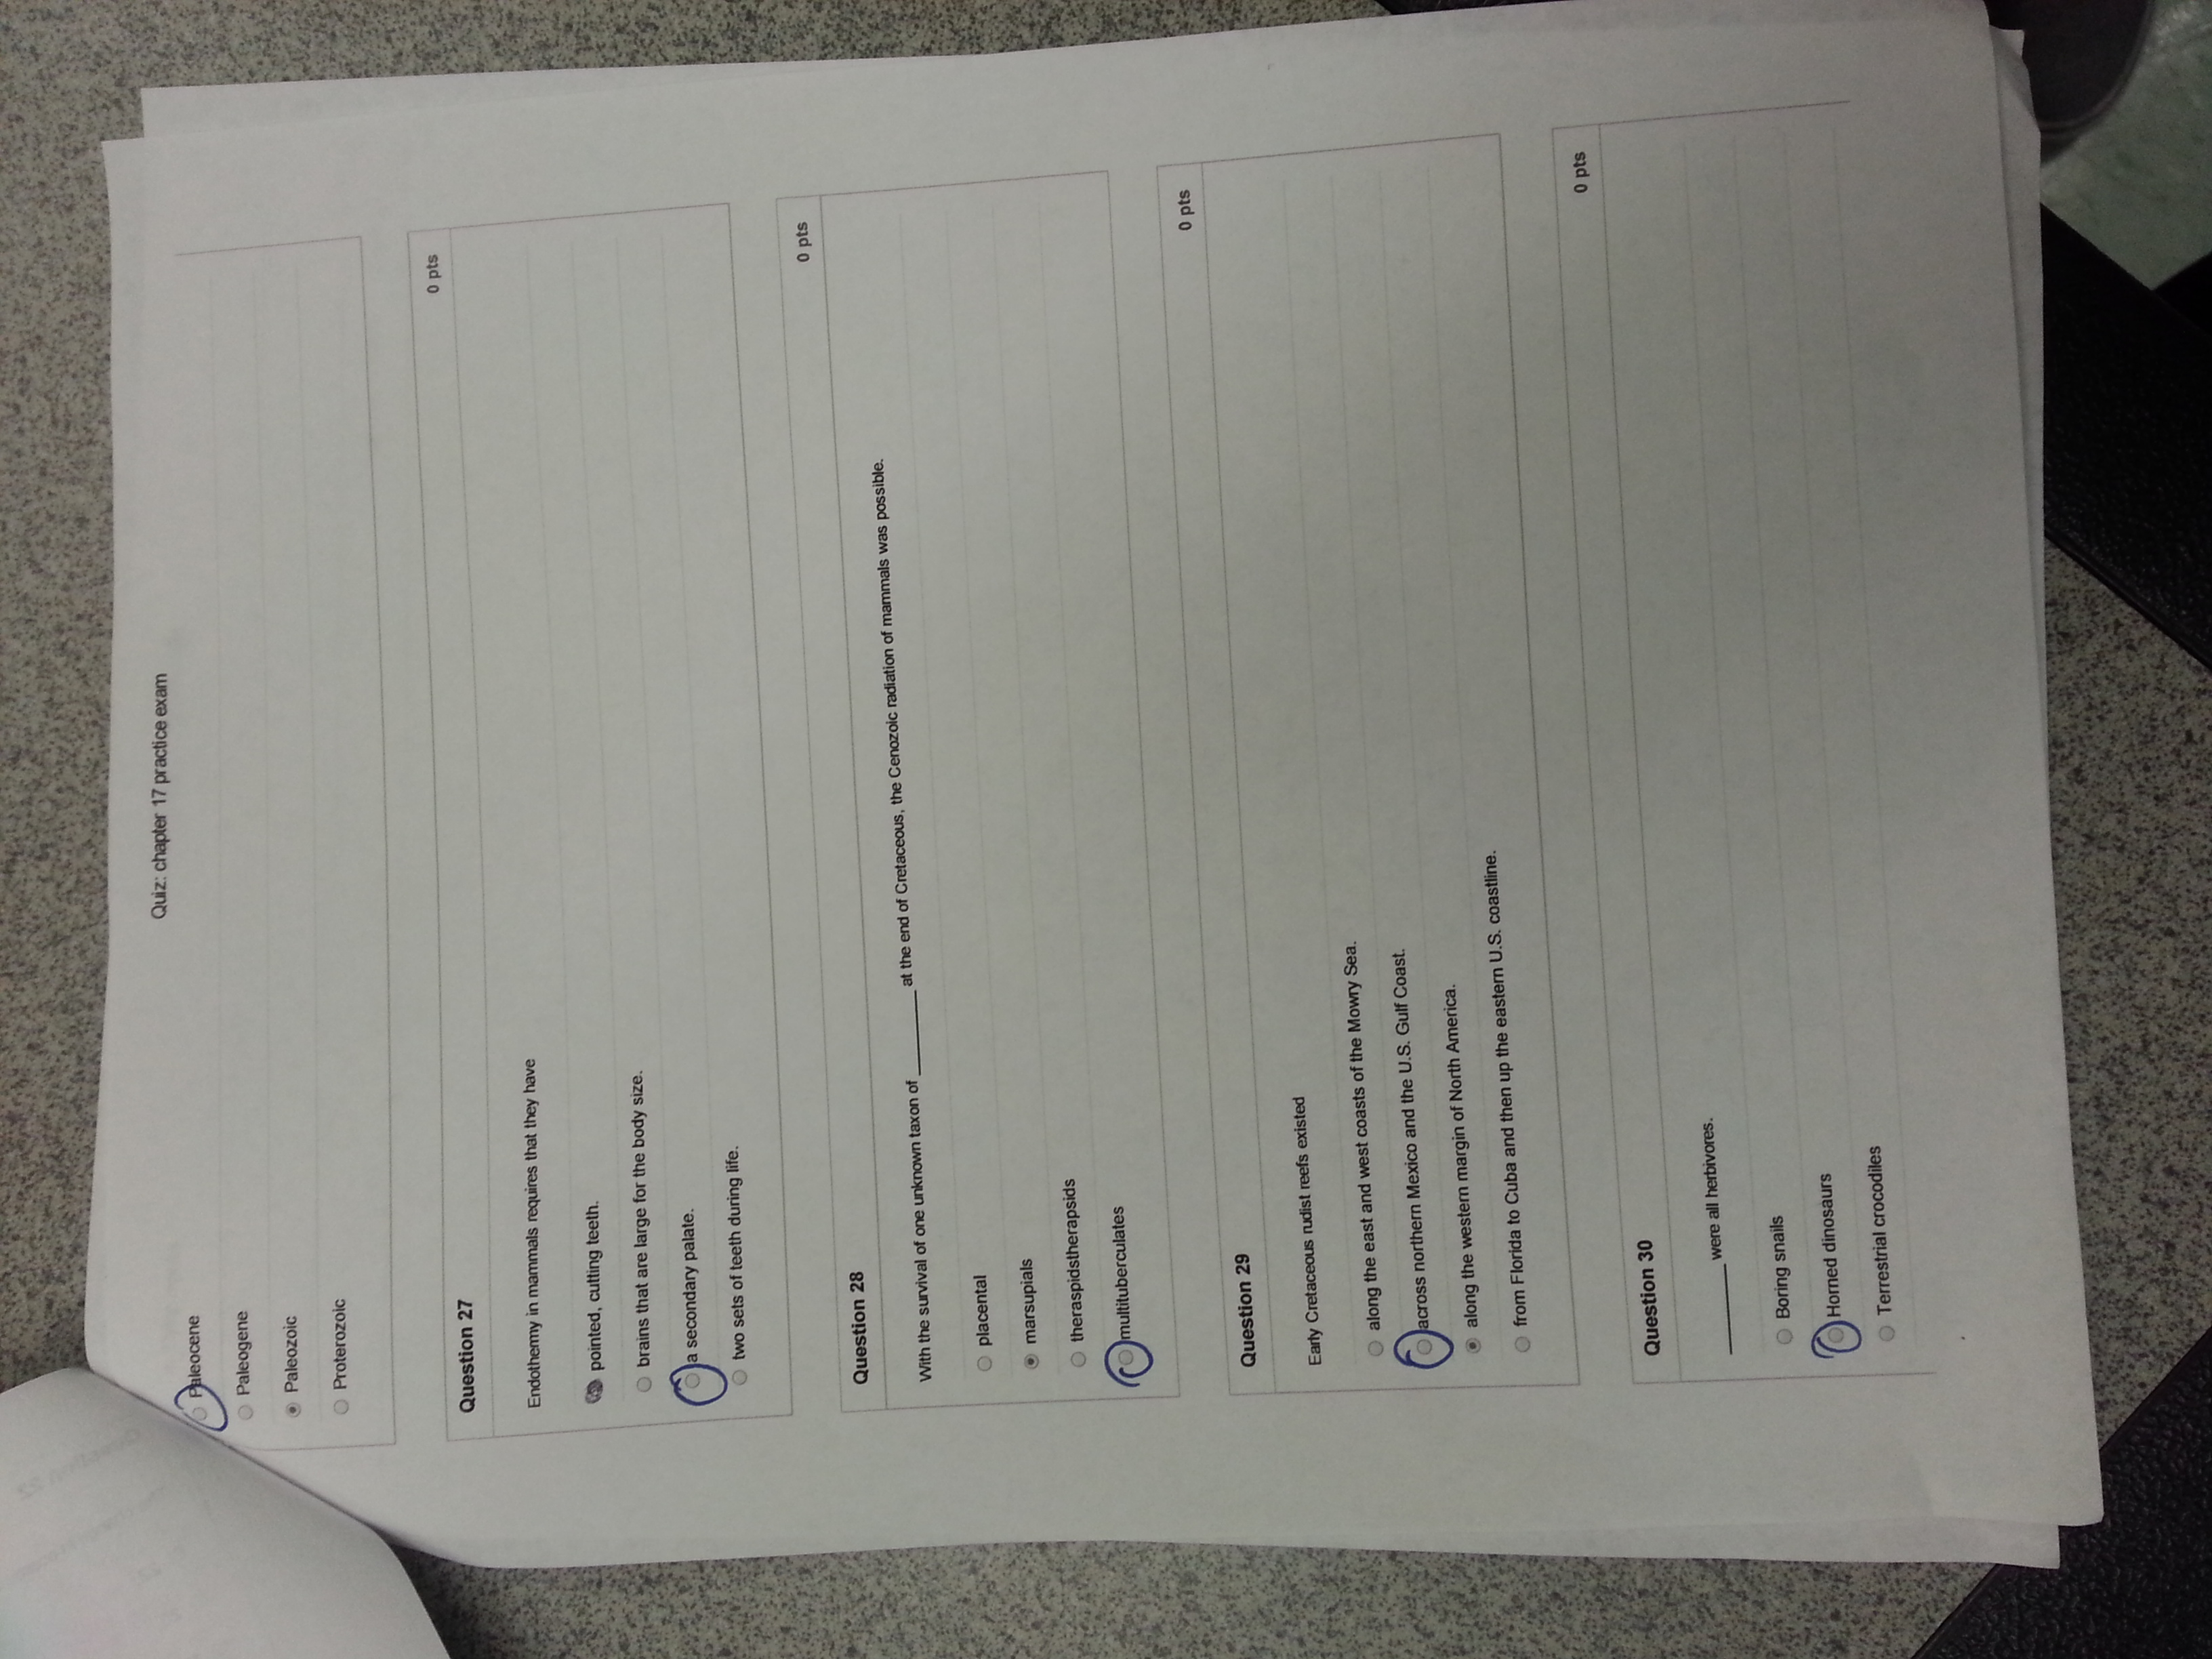 Quiz: chapter 17 practice exam
Paleocene
Paleogene
Paleozoic
Proterozoic
Question 27 0 pts
Endothermy in mammals requires that they have
pointed, cutting teeth.
brains that are large for the body size.
a secondary palate.
two sets of teeth during life.
Question 28 0 pts
With the survival of one unknown taxon of ________ at the end of Cretaceous, the Cenozoic radiation of mammals was possible.
placental
marsupials
theraspidstherapsids
multituberculates
Question 29 0 pts
Early Cretaceous rudist reefs existed
along the east and west coasts of the Mowry Sea.
across northern Mexico and the U.S. Gulf Coast.
along the western margin of North America.
from Florida to Cuba and then up the eastern U.S. coastline.
Question 30 0 pts
________ were all herbivores.
Boring snails
Horned dinosaurs
Terrestrial crocodiles